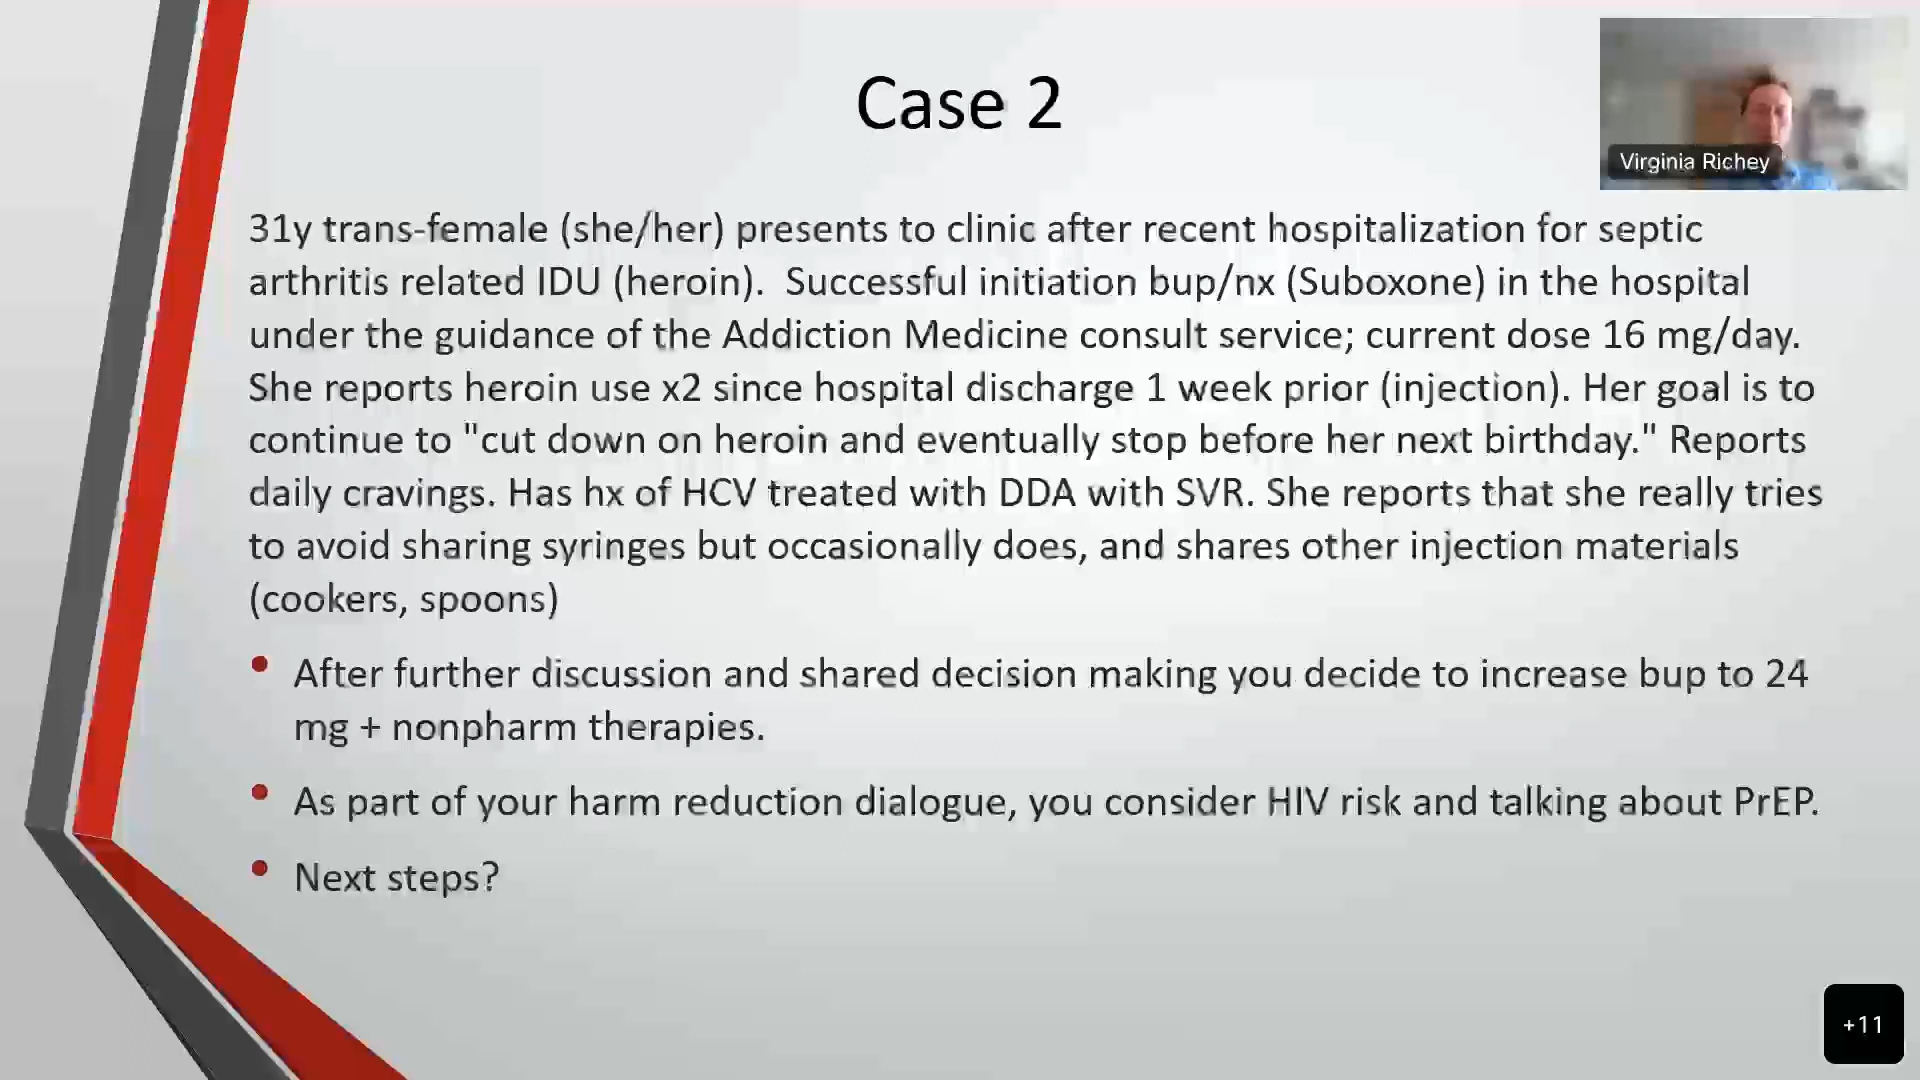 Case 2
Virginia Richey
31y trans-female (she/her) presents to clinic after recent hospitalization for septic
arthritis related IDU (heroin).  Successful initiation bup/nx (Suboxone) in the hospital
under the guidance of the Addiction Medicine consult service; current dose 16 mg/day.
She reports heroin use x2 since hospital discharge 1 week prior (injection). Her goal is to
continue to "cut down on heroin and eventually stop before her next birthday." Reports
daily cravings. Has hx of HCV treated with DDA with SVR. She reports that she really tries
to avoid sharing syringes but occasionally does, and shares other injection materials
(cookers, spoons)
• After further discussion and shared decision making you decide to increase bup to 24
mg + nonpharm therapies.
• As part of your harm reduction dialogue, you consider HIV risk and talking about PrEP.
• Next steps?
+11